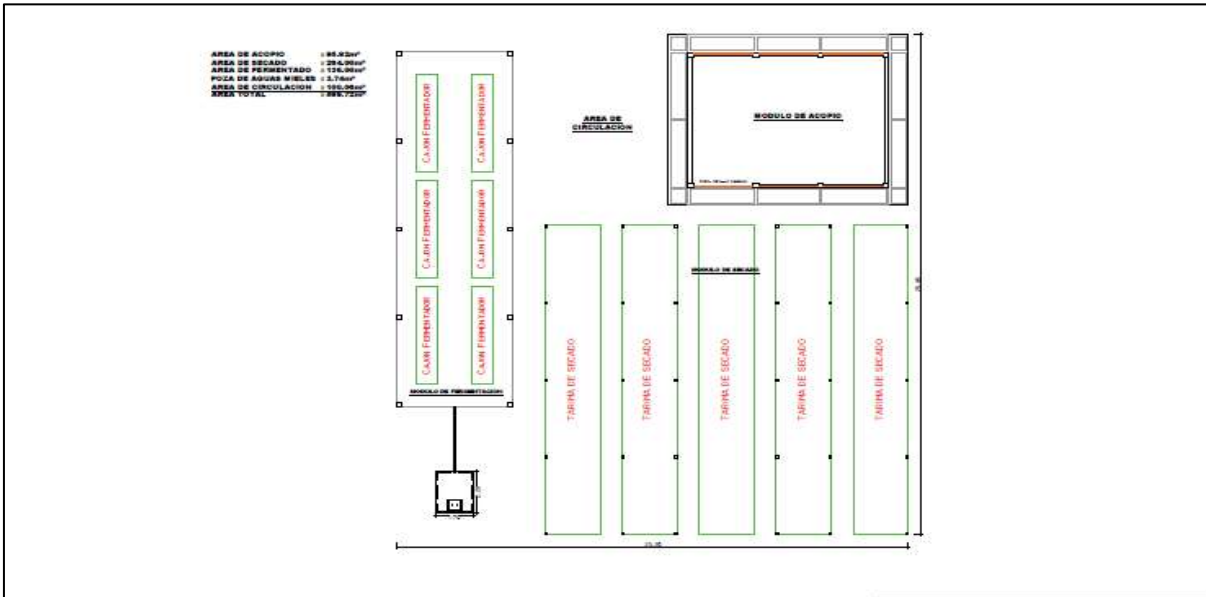 AREA DE ACOPIO
AREA DE SECADO
AREA DE FERMENTADO
POZA DE AGUAS MIELES
AREA DE CIRCULACION
AREA TOTAL
AREA DE
CIRCULACION
MODULO DE ACOPIO
CAJON FERMENTADOR
CAJON FERMENTADOR
CAJON FERMENTADOR
CAJON FERMENTADOR
CAJON FERMENTADOR
CAJON FERMENTADOR
MODULO DE FERMENTACION
MODULO DE SECADO
TARIMA DE SECADO
TARIMA DE SECADO
TARIMA DE SECADO
TARIMA DE SECADO
TARIMA DE SECADO